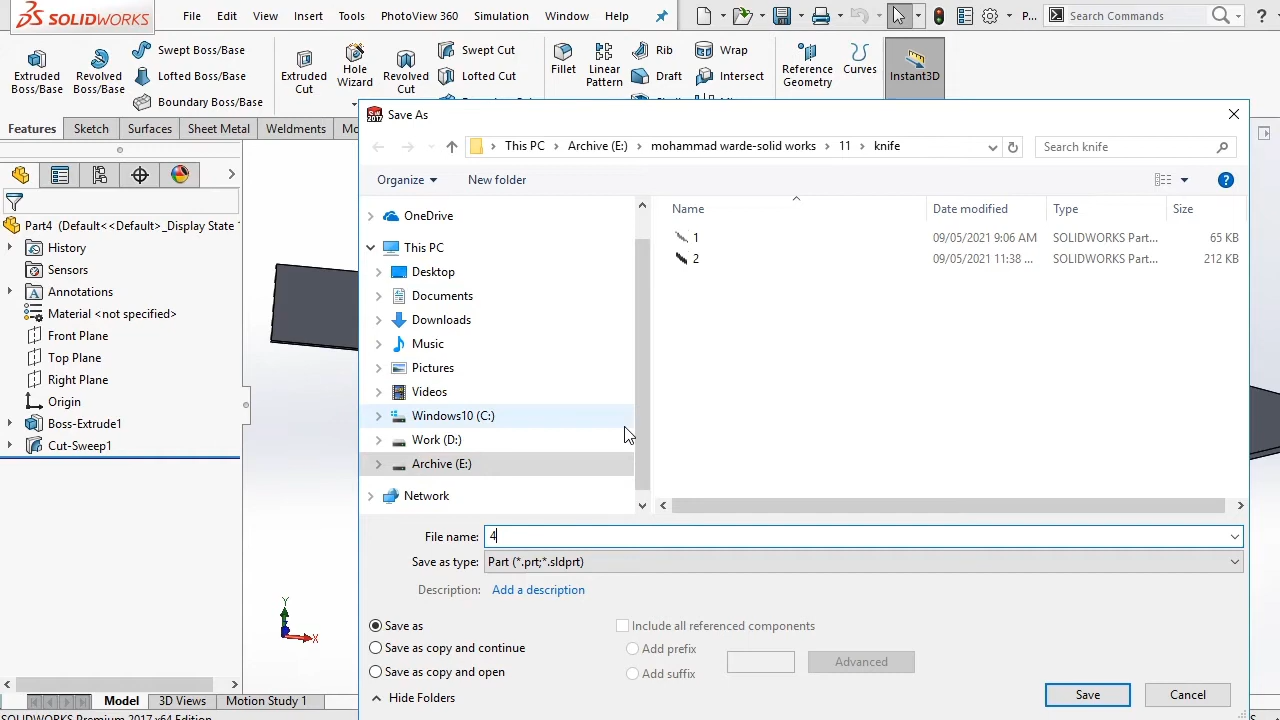 SOLIDWORKS
File Edit View Insert Tools PhotoView 360 Simulation Window Help
P...
Search Commands
?
Extruded Boss/Base
Revolved Boss/Base
Swept Boss/Base
Lofted Boss/Base
Boundary Boss/Base
Extruded Cut
Hole Wizard
Revolved Cut
Swept Cut
Lofted Cut
Fillet
Linear Pattern
Rib
Draft
Wrap
Intersect
Reference Geometry
Curves
Instant3D
Features Sketch Surfaces Sheet Metal Weldments
Save As
This PC > Archive (E:) > mohammad warde-solid works > 11 > knife
Search knife
Organize
New folder
?
Part4 (Default<<Default>_Display State
History
Sensors
Annotations
Material <not specified>
Front Plane
Top Plane
Right Plane
Origin
Boss-Extrude1
Cut-Sweep1
OneDrive
This PC
Desktop
Documents
Downloads
Music
Pictures
Videos
Windows10 (C:)
Work (D:)
Archive (E:)
Network
Name Date modified Type Size
1 09/05/2021 9:06 AM SOLIDWORKS Part... 65 KB
2 09/05/2021 11:38 ... SOLIDWORKS Part... 212 KB
File name: 4
Save as type: Part (*.prt;*.sldprt)
Description: Add a description
Save as
Save as copy and continue
Save as copy and open
Include all referenced components
Add prefix
Add suffix
Advanced
Hide Folders
Save
Cancel
Y
X
Model 3D Views Motion Study 1
SOLIDWORKS Premium 2017 x64 Edition